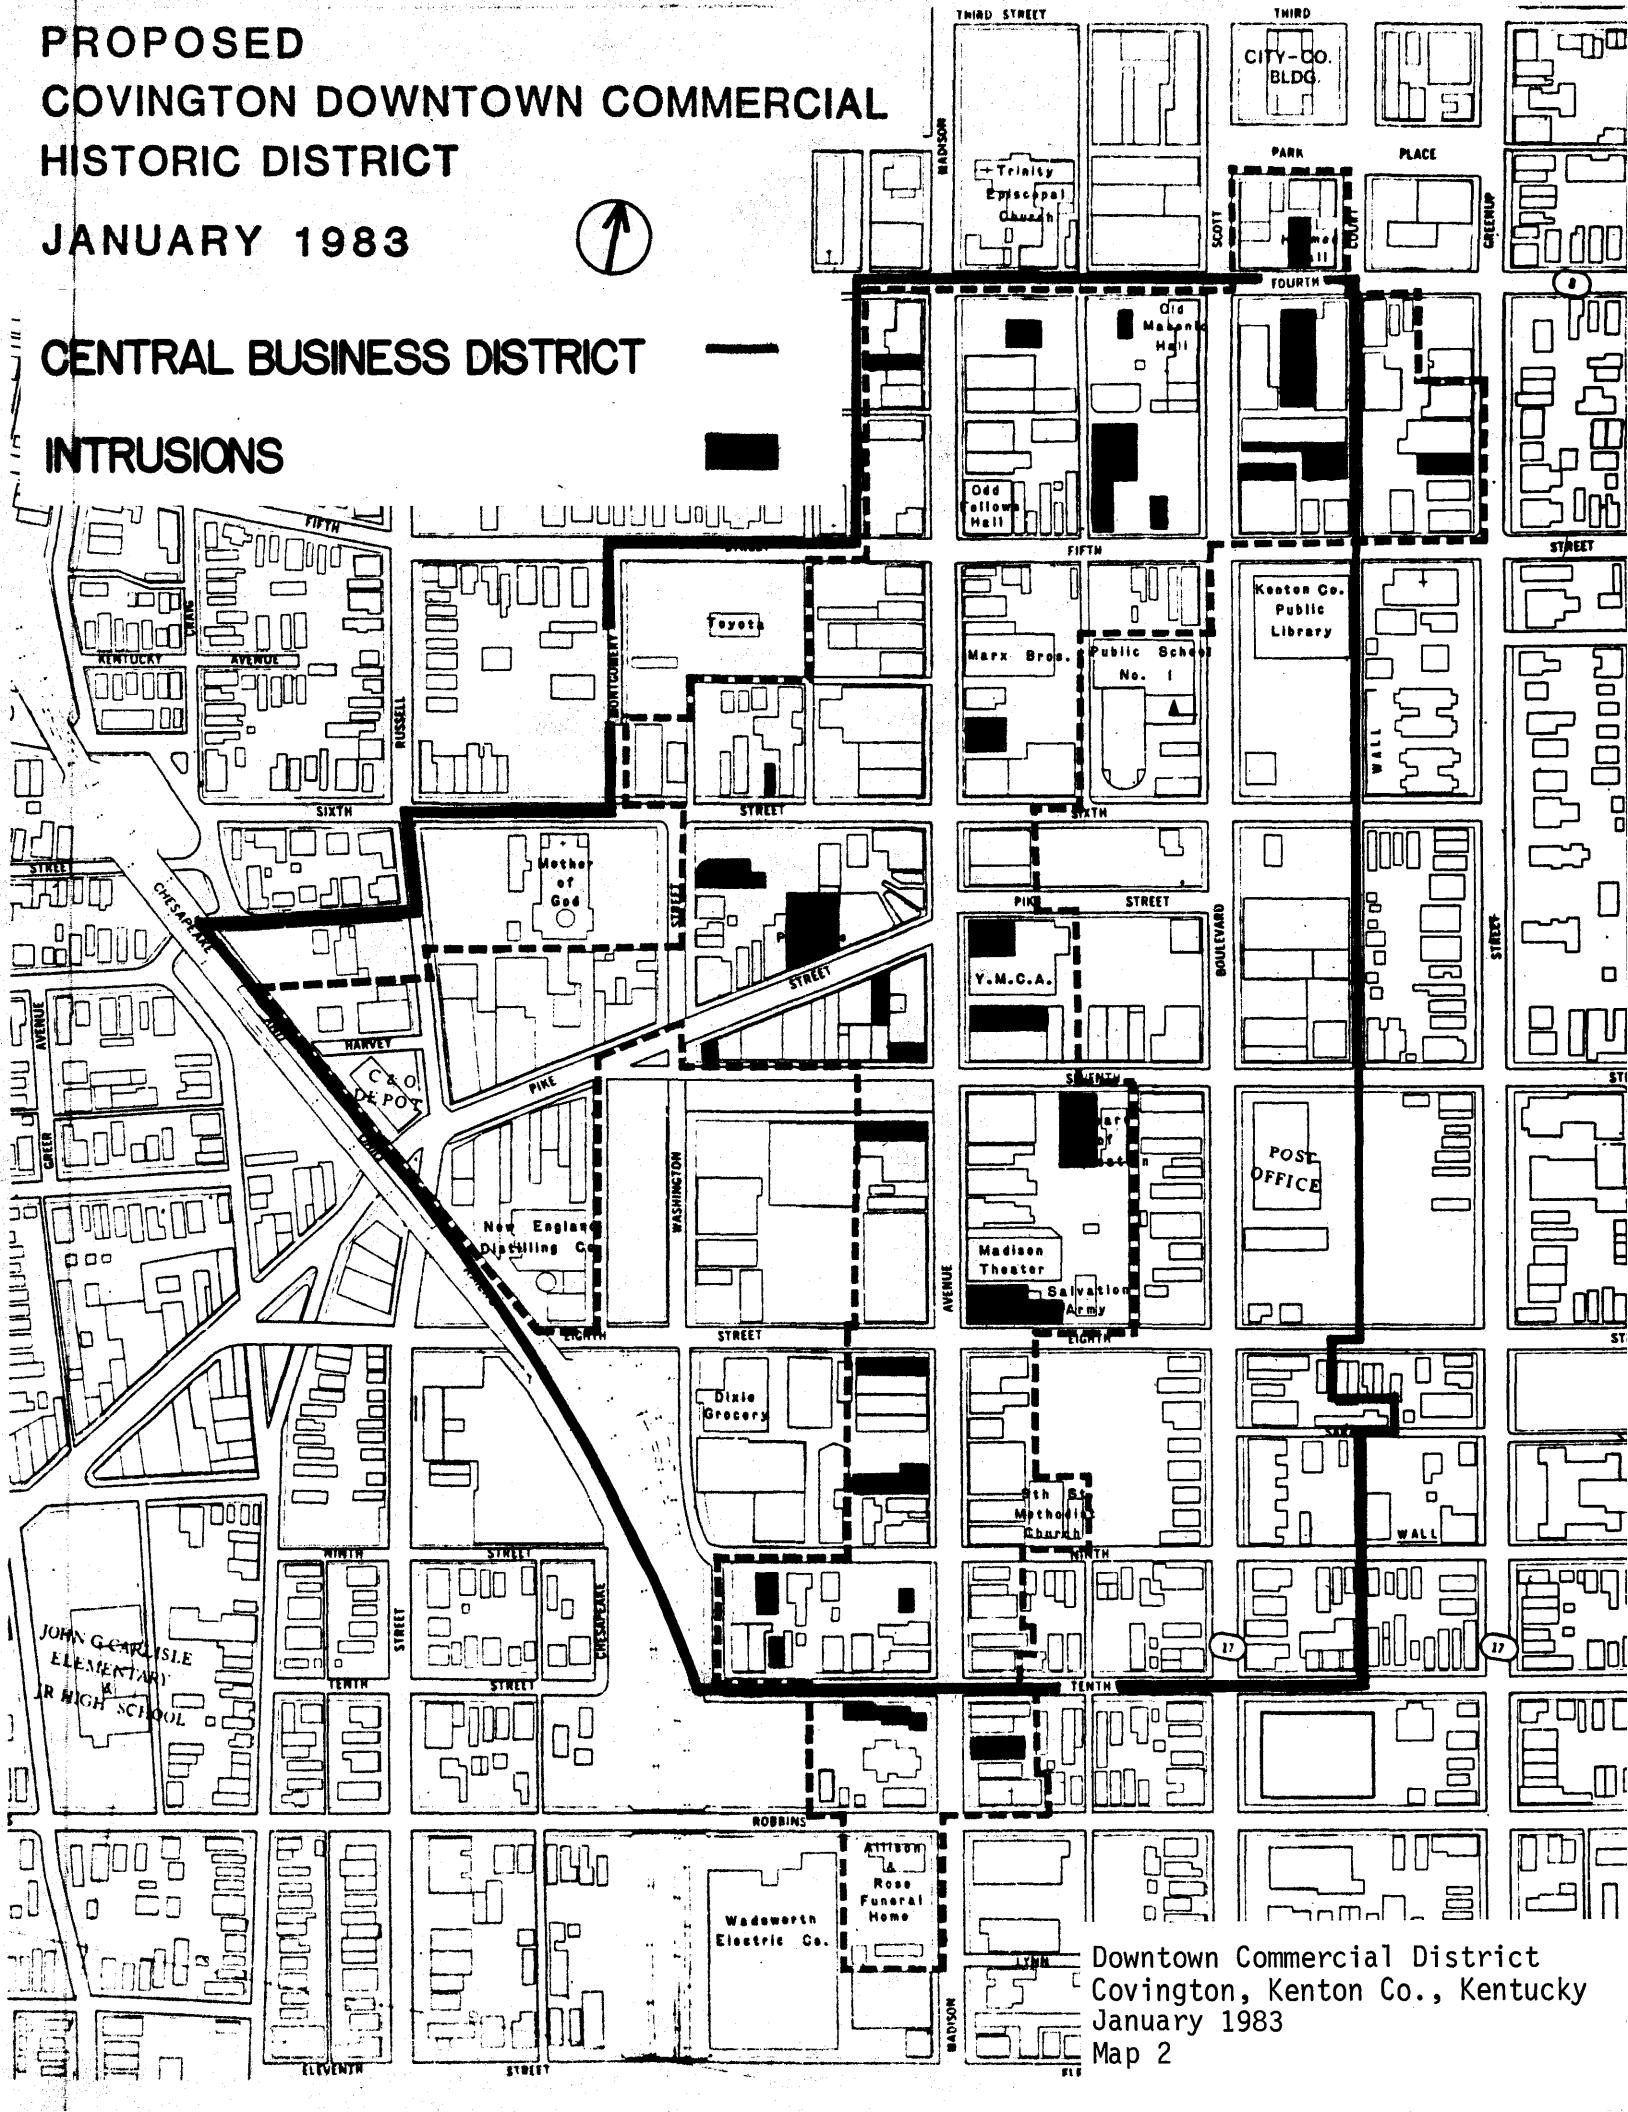 PROPOSED
COVINGTON DOWNTOWN COMMERCIAL
HISTORIC DISTRICT
JANUARY 1983
CENTRAL BUSINESS DISTRICT
INTRUSIONS
THIRD STREET
THIRD
CITY-CO.
BLDG.
MADISON
PARK
PLACE
Trinity
Episcopal
Church
SCOTT
COURT
GREENUP
FOURTH
8
Old
Masonic
Hall
Odd
Fellows
Hall
FIFTH
FIFTH
STREET
CRAIG
KENTUCKY
AVENUE
RUSSELL
MONTGOMERY
Toyota
Marx Bros.
Public School
No. 1
Kenton Co.
Public
Library
WALL
SIXTH
STREET
SIXTH
STREET
CHESAPEAKE
Mother
of
God
STREET
PIKE
STREET
BOULEVARD
STREET
STREET
Y.M.C.A.
AVENUE
HARVEY
C & O
DEPOT
PIKE
SEVENTH
GREER
WASHINGTON
POST
OFFICE
New England
Distilling Co
Madison
Theater
Salvation
Army
AVENUE
EIGHTH
STREET
EIGHTH
Dixie
Grocery
9th St.
Methodist
Church
WALL
NINTH
STREET
NINTH
CHESAPEAKE
STREET
JOHN G CARLISLE
ELEMENTARY
&
JR HIGH SCHOOL
17
17
TENTH
STREET
TENTH
ROBBINS
Allison
&
Rose
Funeral
Home
Wadsworth
Electric Co.
LYNN
MADISON
ELEVENTH
STREET
Downtown Commercial District
Covington, Kenton Co., Kentucky
January 1983
Map 2